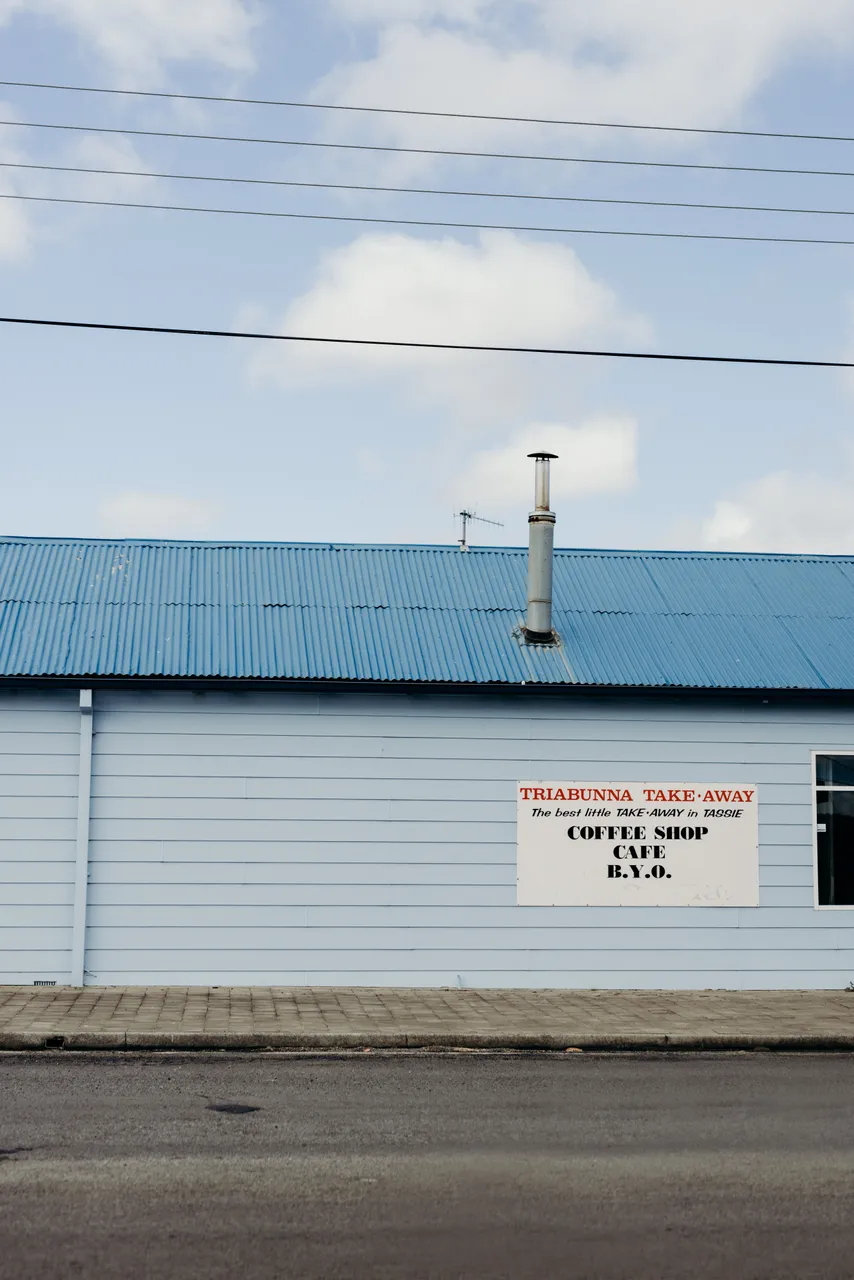 TRIABUNNA TAKE·AWAY
The best little TAKE·AWAY in TASSIE
COFFEE SHOP
CAFE
B.Y.O.